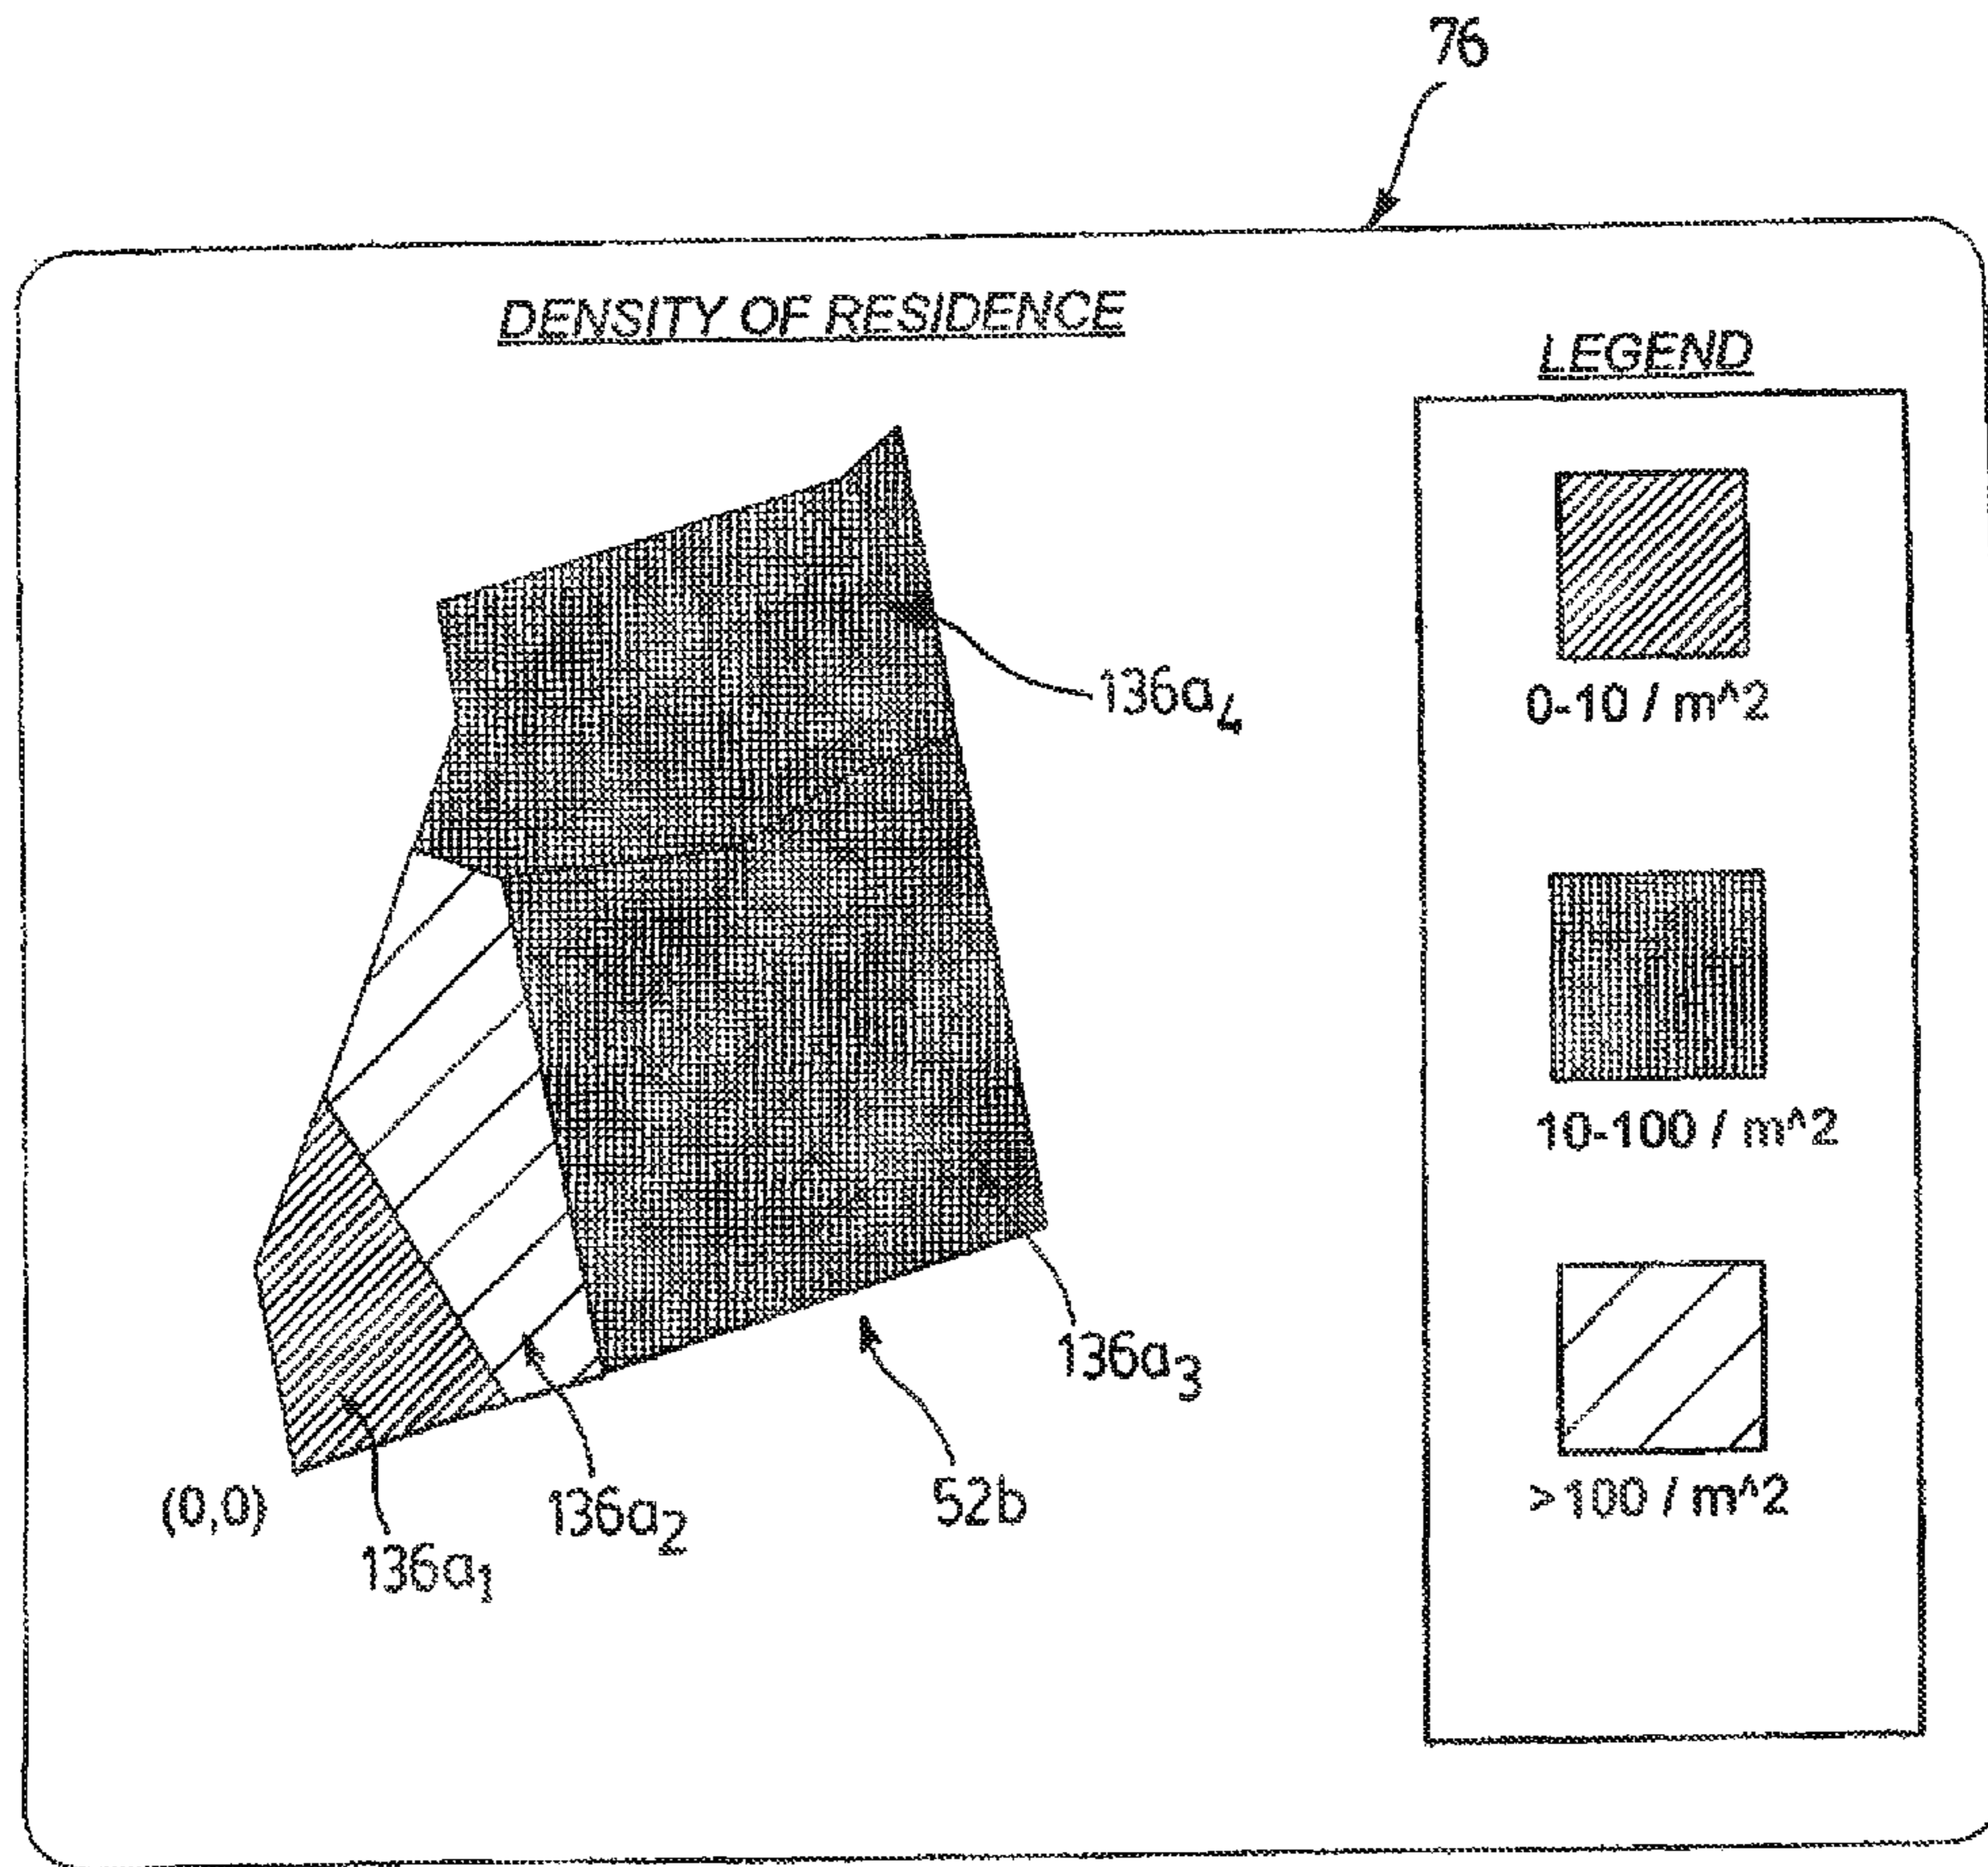 76
DENSITY OF RESIDENCE
LEGEND
0-10 / m^2
136a₄
10-100 / m^2
136a₃
>100 / m^2
(0,0)
136a₂
52b
136a₁